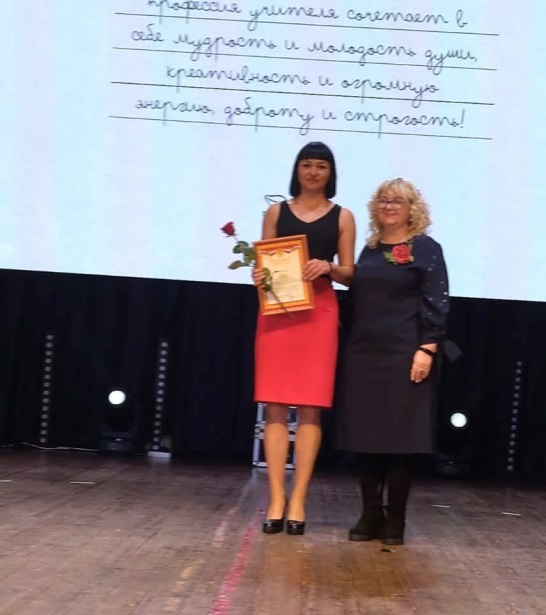 профессия учителя сочетает в
себе мудрость и молодость души,
креативность и огромную
энергию, доброту и строгость!